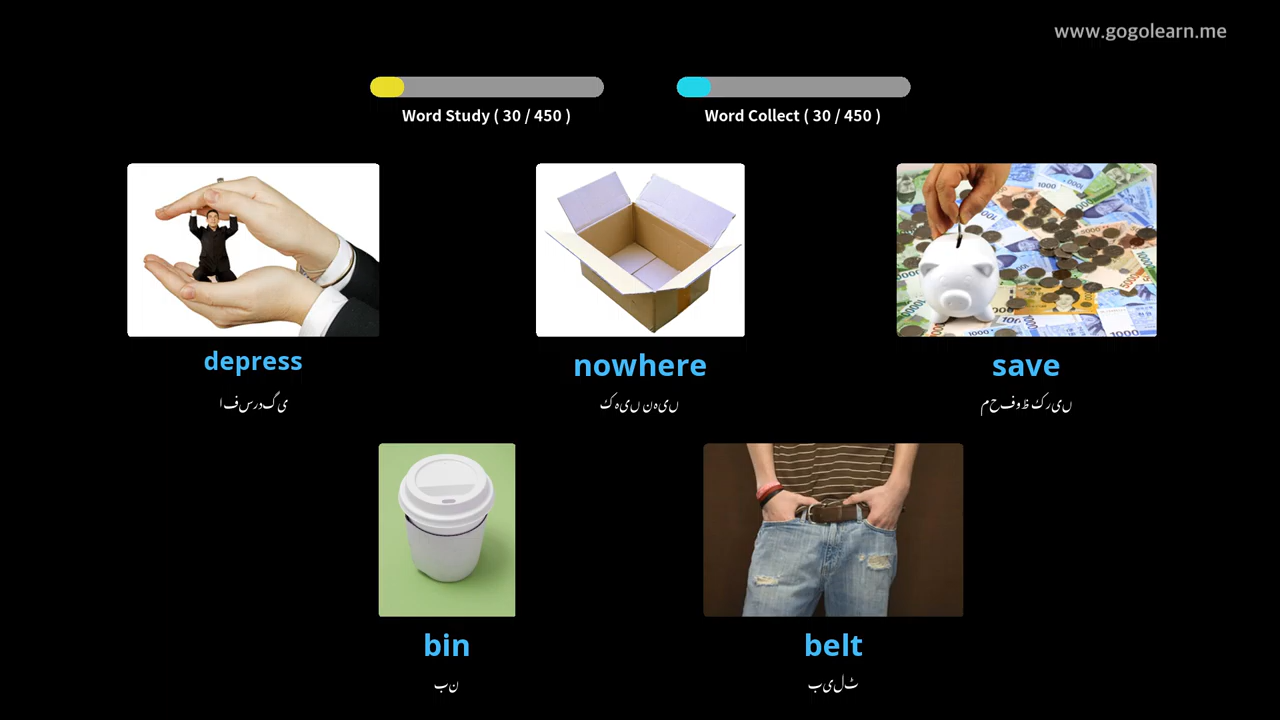 www.gogolearn.me
Word Study ( 30 / 450 )
Word Collect ( 30 / 450 )
depress
افسردگی
nowhere
کہیں نہیں
save
محفوظ کریں
bin
بن
belt
بیلٹ